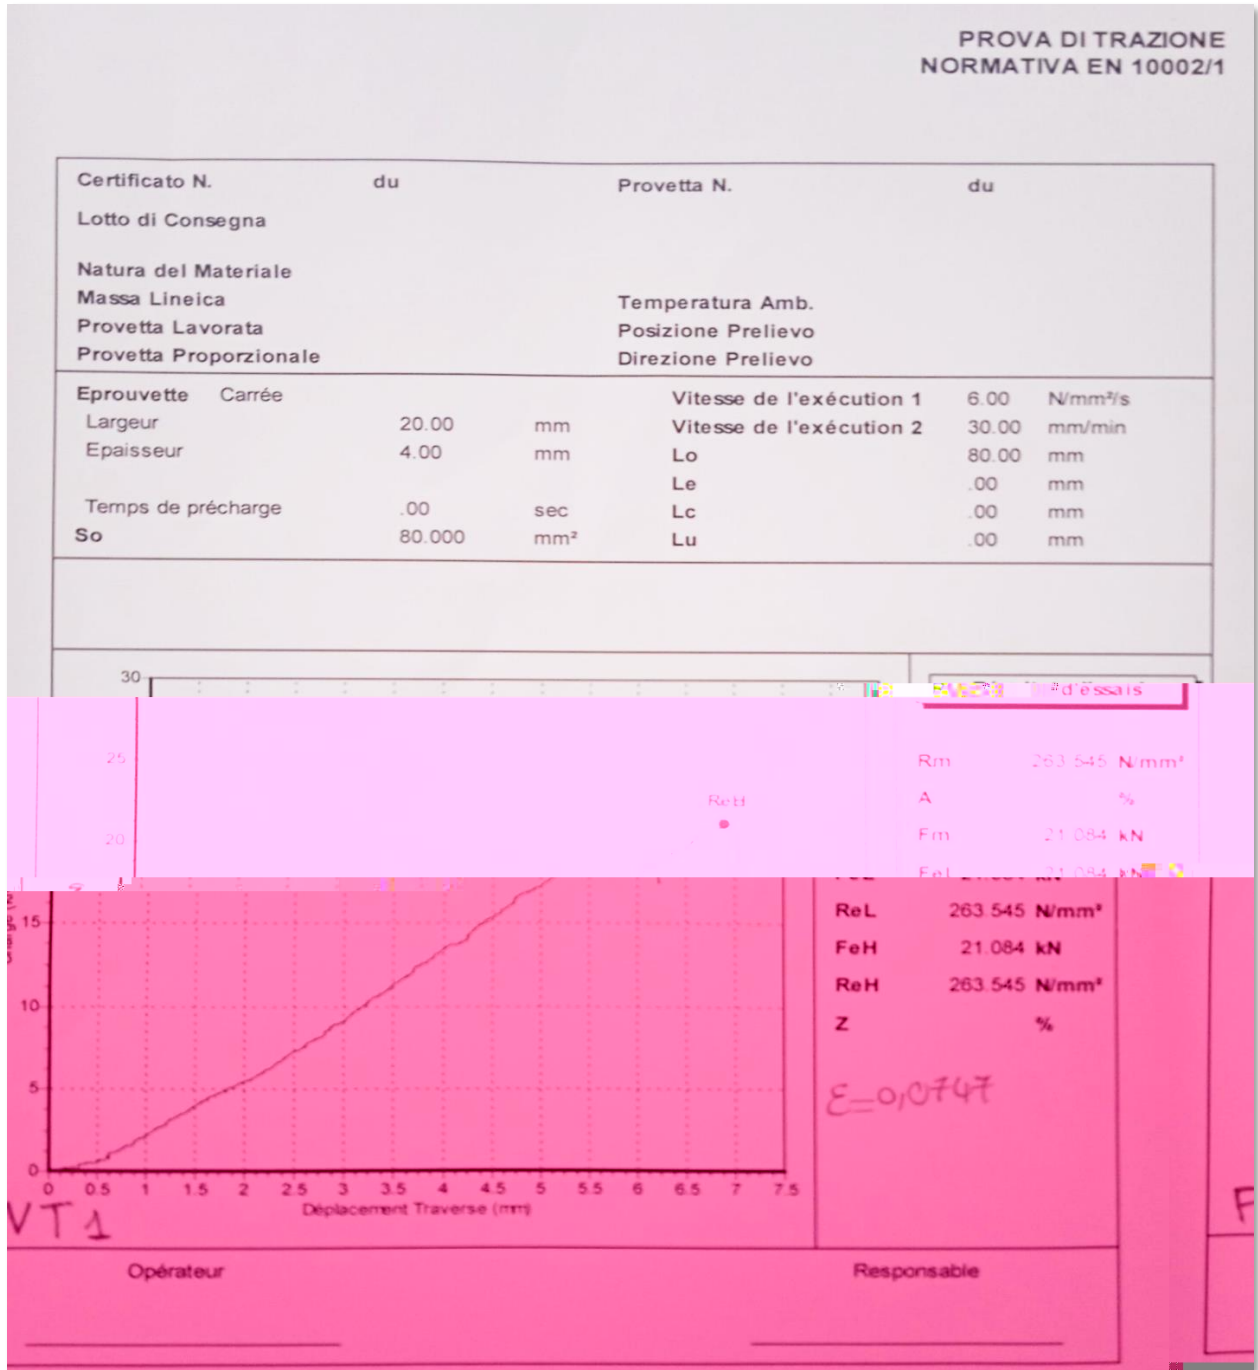 PROVA DI TRAZIONE
NORMATIVA EN 10002/1
Certificato N. du Provetta N. du
Lotto di Consegna
Natura del Materiale
Massa Lineica Temperatura Amb.
Provetta Lavorata Posizione Prelievo
Provetta Proporzionale Direzione Prelievo
Eprouvette Carrée Vitesse de l'exécution 1 6.00 N/mm²/s
Largeur 20.00 mm Vitesse de l'exécution 2 30.00 mm/min
Epaisseur 4.00 mm Lo 80.00 mm
Le .00 mm
Temps de précharge .00 sec Lc .00 mm
So 80.000 mm² Lu .00 mm
30
d'essais
25 Rm 263.545 N/mm²
ReH A %
20 Fm 21.084 kN
FeL 21.084 kN
15 ReL 263.545 N/mm²
FeH 21.084 kN
10 ReH 263.545 N/mm²
Z %
5 ε=0,0747
0
0 0.5 1 1.5 2 2.5 3 3.5 4 4.5 5 5.5 6 6.5 7 7.5
Déplacement Traverse (mm)
VT1
F
Opérateur Responsable